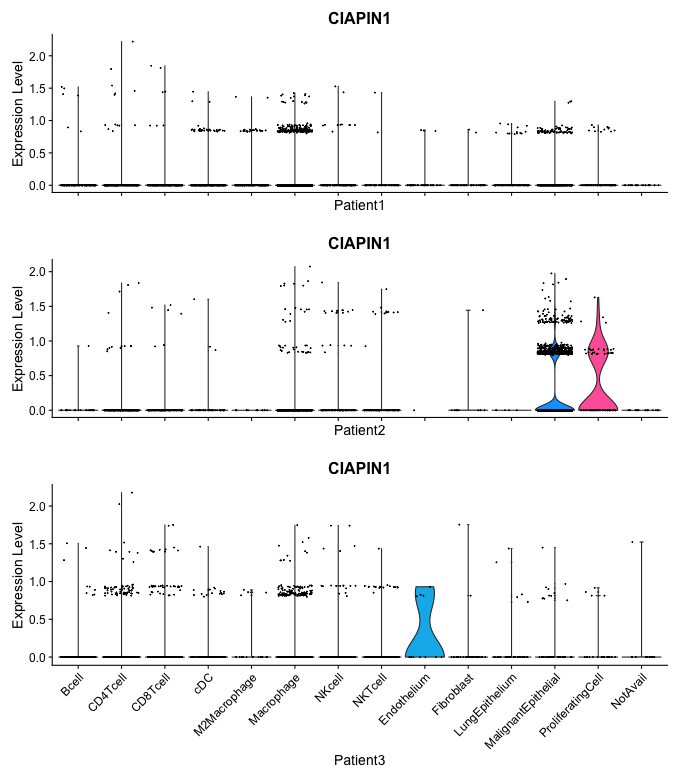 CIAPIN1
Expression Level
2.0
1.5
1.0
0.5
0.0
Patient1
CIAPIN1
Expression Level
2.0
1.5
1.0
0.5
0.0
Patient2
CIAPIN1
Expression Level
2.0
1.5
1.0
0.5
0.0
Bcell
CD4Tcell
CD8Tcell
cDC
M2Macrophage
Macrophage
NKcell
NKTcell
Endothelium
Fibroblast
LungEpithelium
MalignantEpithelial
ProliferatingCell
NotAvail
Patient3